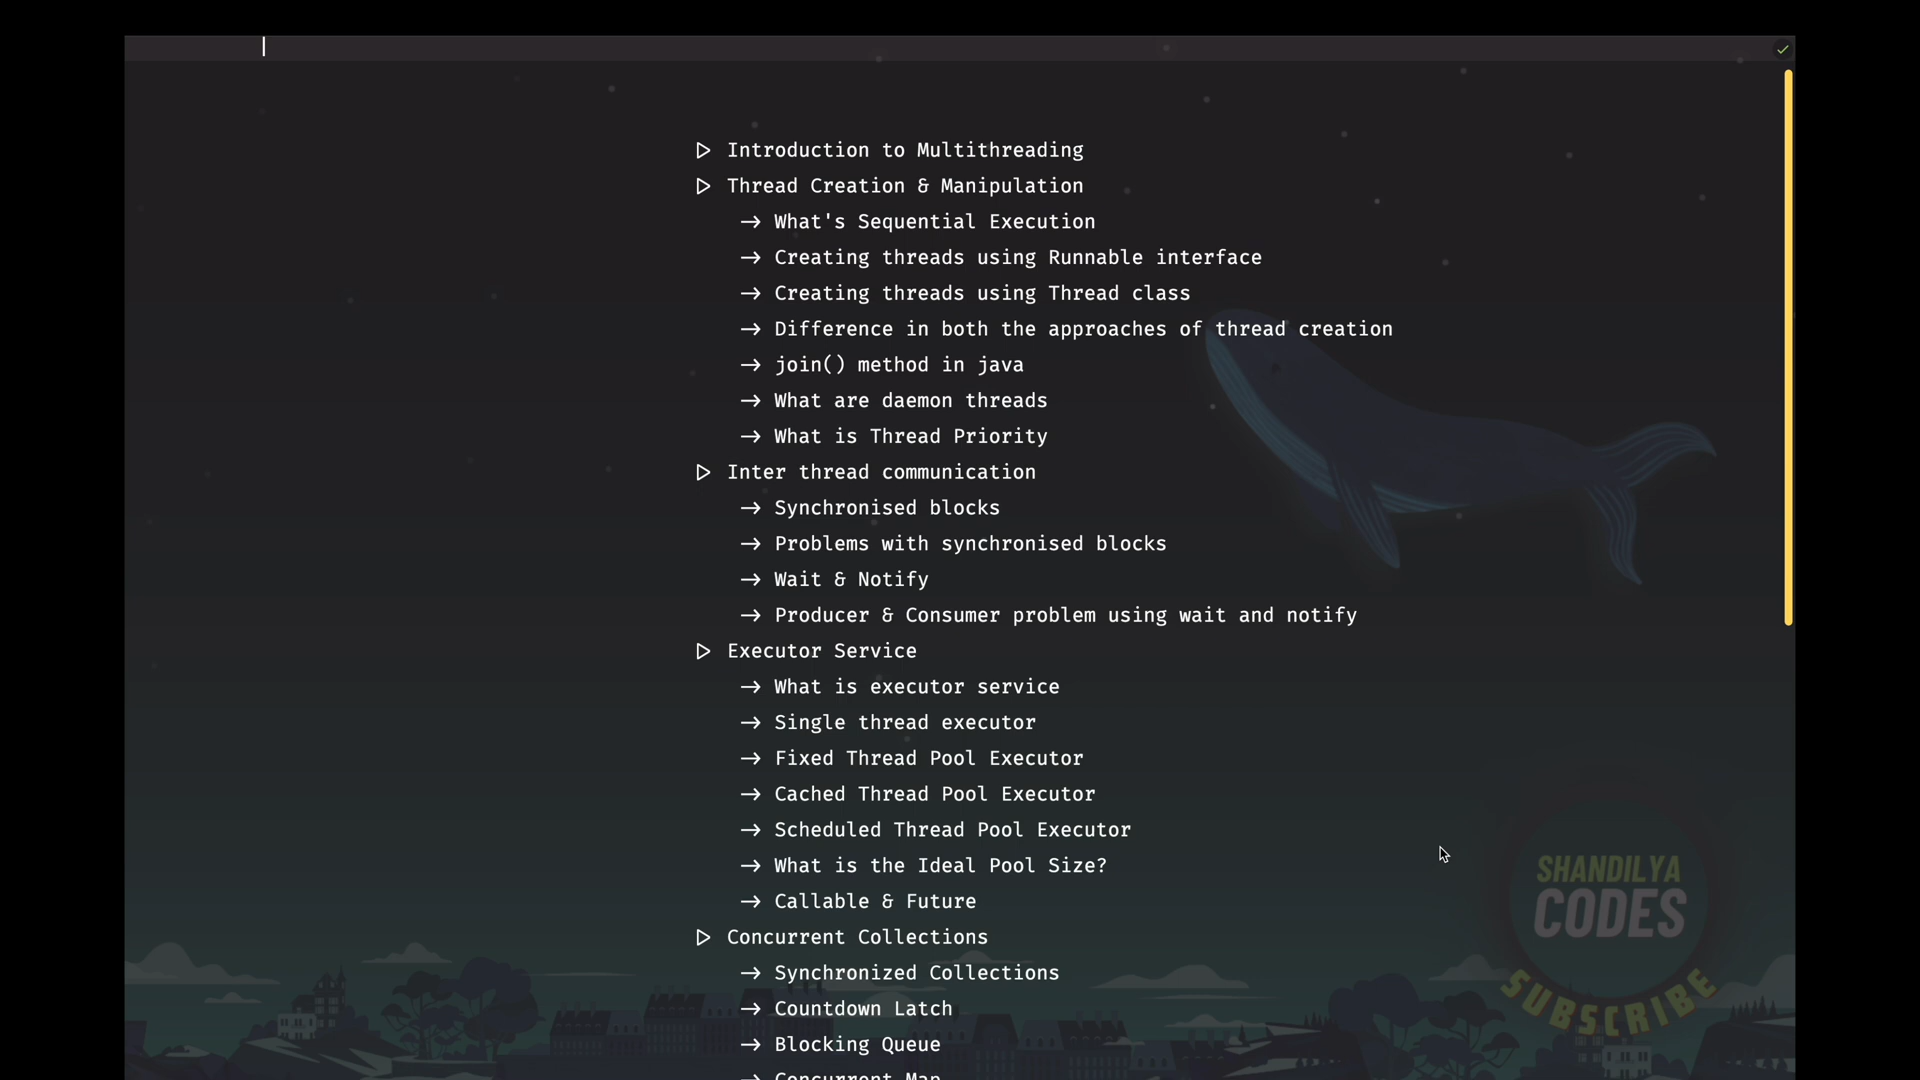 ▷ Introduction to Multithreading
▷ Thread Creation & Manipulation
→ What's Sequential Execution
→ Creating threads using Runnable interface
→ Creating threads using Thread class
→ Difference in both the approaches of thread creation
→ join() method in java
→ What are daemon threads
→ What is Thread Priority
▷ Inter thread communication
→ Synchronised blocks
→ Problems with synchronised blocks
→ Wait & Notify
→ Producer & Consumer problem using wait and notify
▷ Executor Service
→ What is executor service
→ Single thread executor
→ Fixed Thread Pool Executor
→ Cached Thread Pool Executor
→ Scheduled Thread Pool Executor
→ What is the Ideal Pool Size?
→ Callable & Future
▷ Concurrent Collections
→ Synchronized Collections
→ Countdown Latch
→ Blocking Queue
→ Concurrent Map
SHANDILYA
CODES
SUBSCRIBE